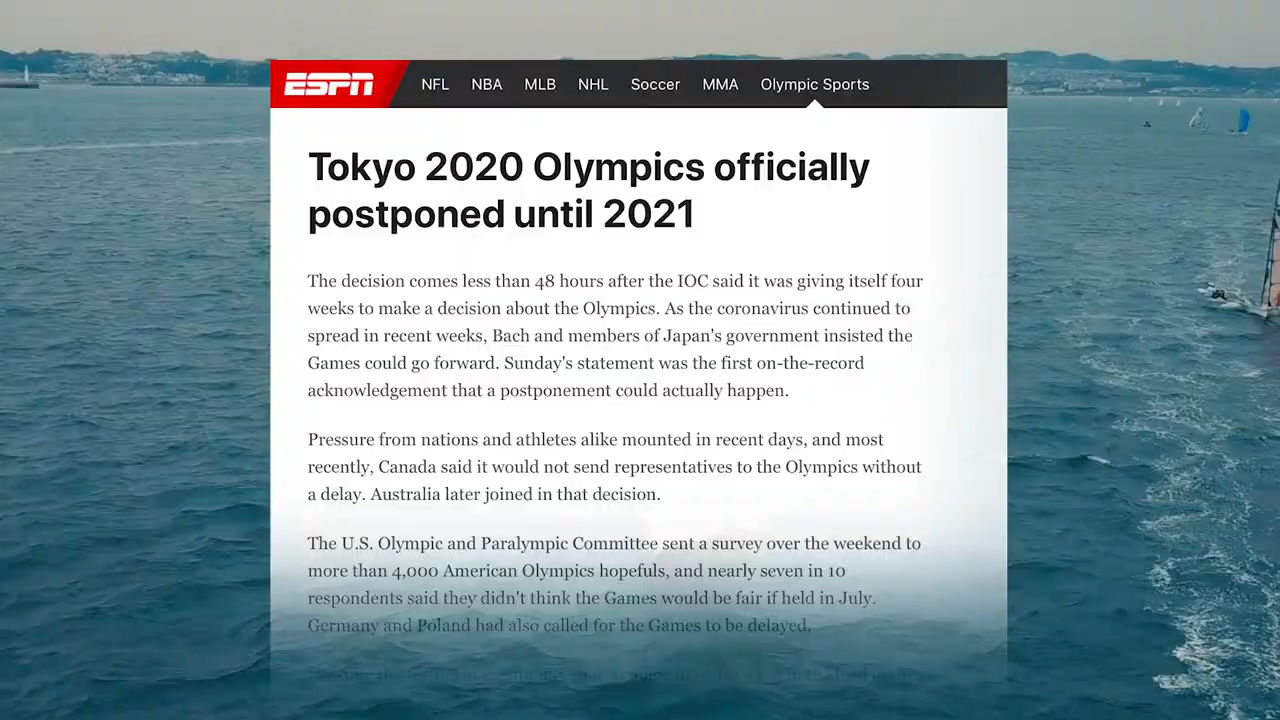 ESPN NFL NBA MLB NHL Soccer MMA Olympic Sports
Tokyo 2020 Olympics officially
postponed until 2021
The decision comes less than 48 hours after the IOC said it was giving itself four
weeks to make a decision about the Olympics. As the coronavirus continued to
spread in recent weeks, Bach and members of Japan's government insisted the
Games could go forward. Sunday's statement was the first on-the-record
acknowledgement that a postponement could actually happen.
Pressure from nations and athletes alike mounted in recent days, and most
recently, Canada said it would not send representatives to the Olympics without
a delay. Australia later joined in that decision.
The U.S. Olympic and Paralympic Committee sent a survey over the weekend to
more than 4,000 American Olympics hopefuls, and nearly seven in 10
respondents said they didn't think the Games would be fair if held in July.
Germany and Poland had also called for the Games to be delayed.